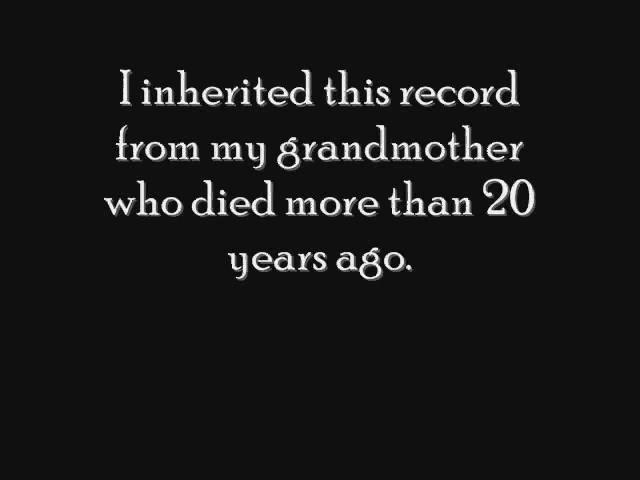 I inherited this record
from my grandmother
who died more than 20
years ago.